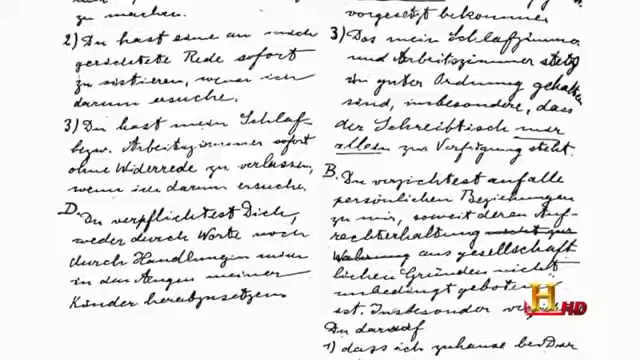 zu machen.
2) Du hast eine an mich
gerichtete Rede sofort
zu sistieren, wenn ich
darum ersuche.
3) Du hast mein Schlaf-
bezw. Arbeitszimmer sofort
ohne Widerrede zu verlassen,
wenn ich darum ersuche.
D. Du verpflichtest Dich,
weder durch Worte noch
durch Handlungen mich
in den Augen meiner
Kinder herabzusetzen
vorgesetzt bekomme
3) Das mein Schlafzimmer
und Arbeitszimmer stets
in guter Ordnung gehalten
sind, insbesondere, dass
der Schreibtisch mir
allein zur Verfügung steht.
B. Du verzichtest auf alle
persönlichen Beziehungen
zu mir, soweit deren Auf-
rechterhaltung
aus gesellschaft
lichen Gründen nicht
unbedingt geboten
ist. Insbesondere
Du darauf
1) dass ich zuhause bei Dir
H HD